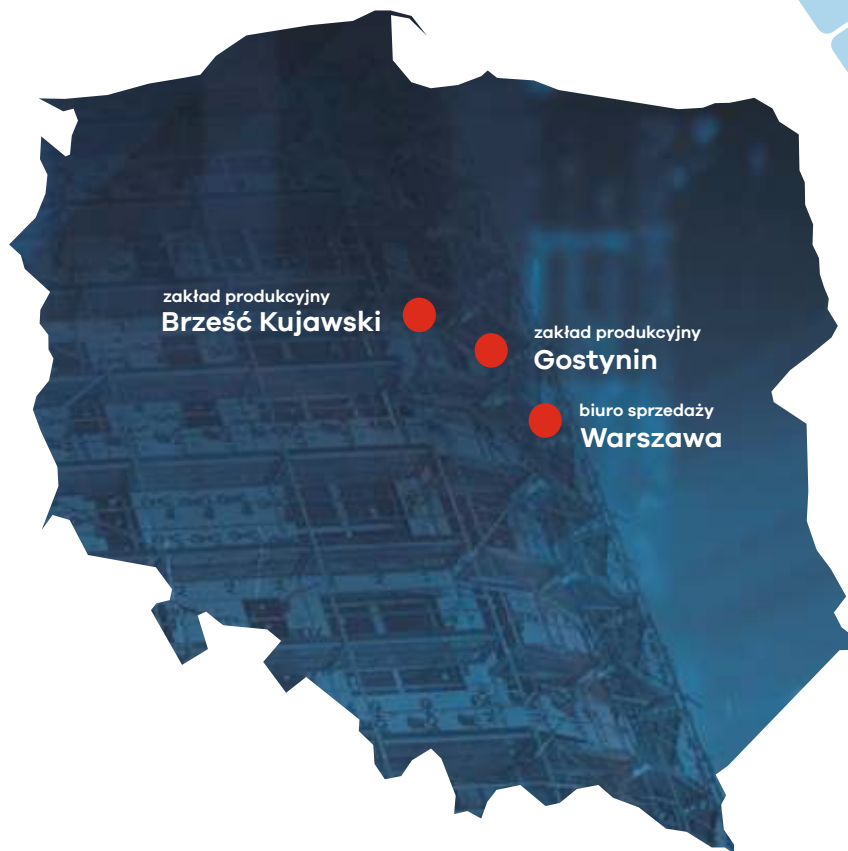 zakład produkcyjny
Brześć Kujawski
zakład produkcyjny
Gostynin
biuro sprzedaży
Warszawa